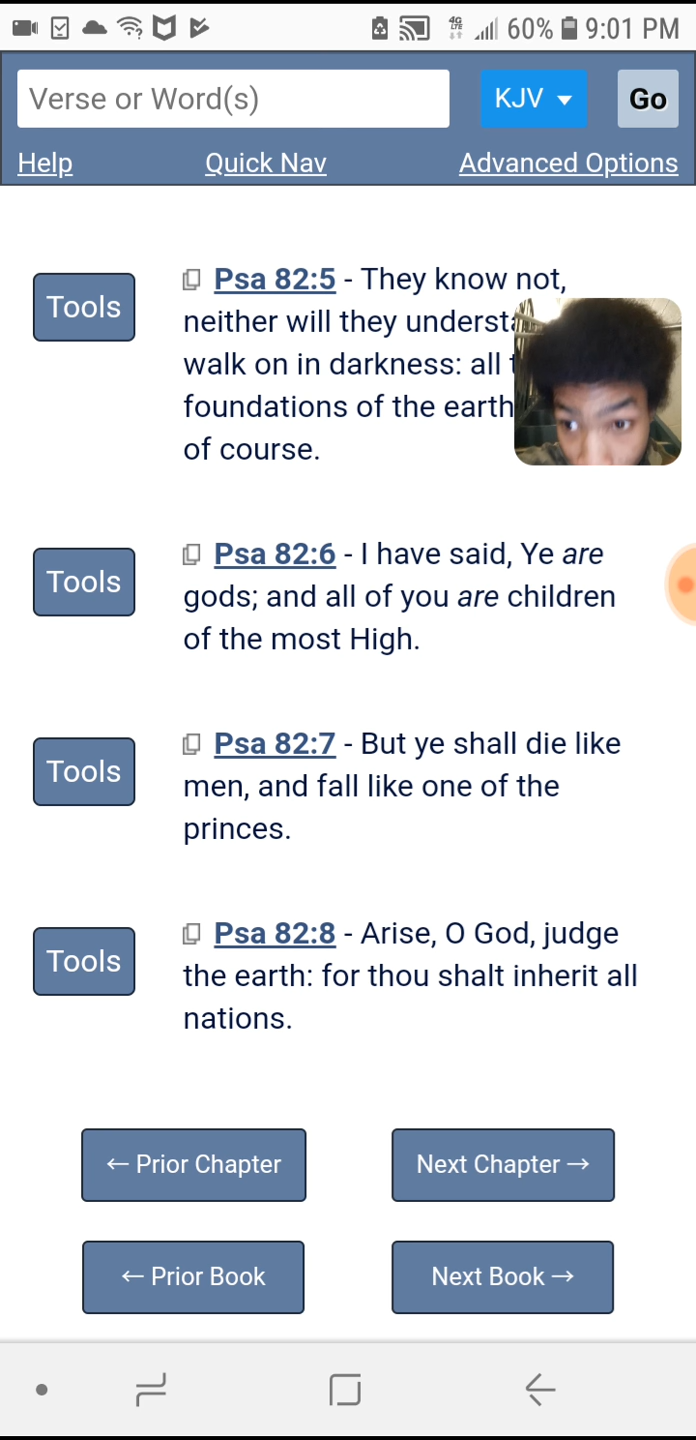 60% 9:01 PM
Verse or Word(s) KJV Go
Help Quick Nav Advanced Options
Tools
Psa 82:5 - They know not,
neither will they
walk on in darkness: all
foundations of the earth
of course.
Tools
Psa 82:6 - I have said, Ye are
gods; and all of you are children
of the most High.
Tools
Psa 82:7 - But ye shall die like
men, and fall like one of the
princes.
Tools
Psa 82:8 - Arise, O God, judge
the earth: for thou shalt inherit all
nations.
← Prior Chapter Next Chapter →
← Prior Book Next Book →